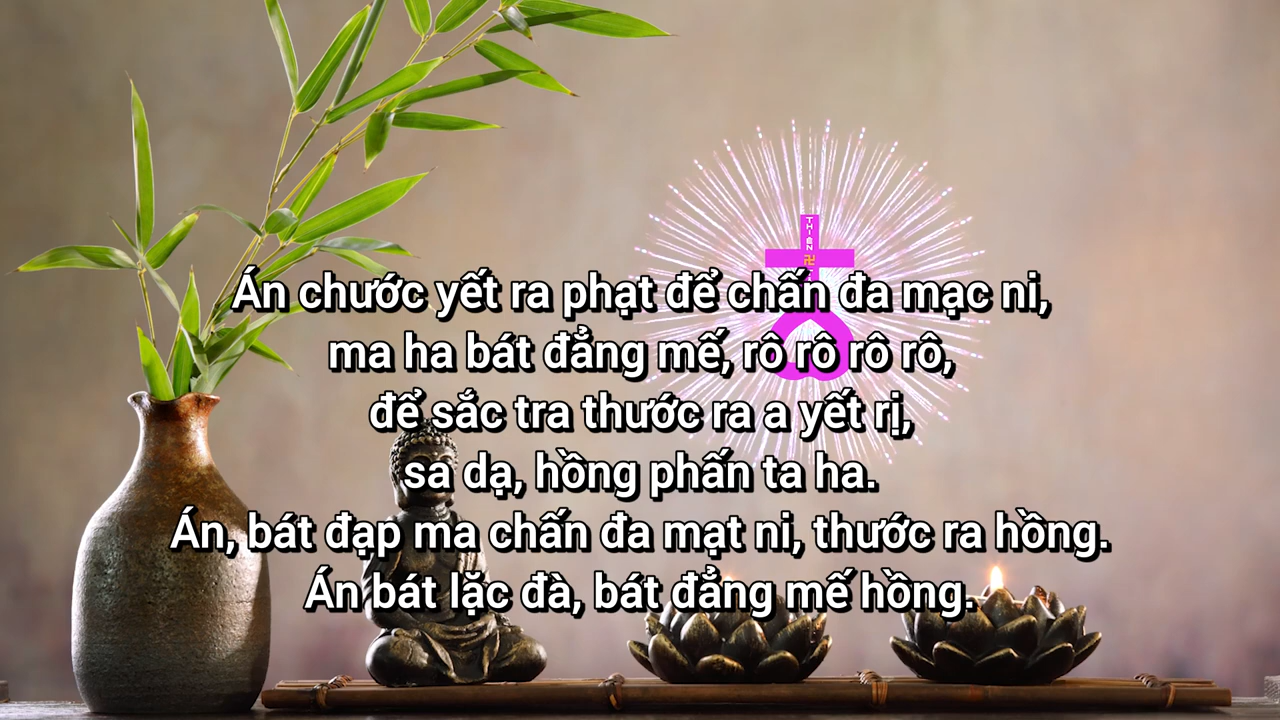 THIỀN
卍
Án chước yết ra phạt để chấn đa mạc ni,
ma ha bát đẳng mế, rô rô rô rô,
để sắc tra thước ra a yết rị,
sa dạ, hồng phấn ta ha.
Án, bát đạp ma chấn đa mạt ni, thước ra hồng.
Án bát lặc đà, bát đẳng mế hồng.